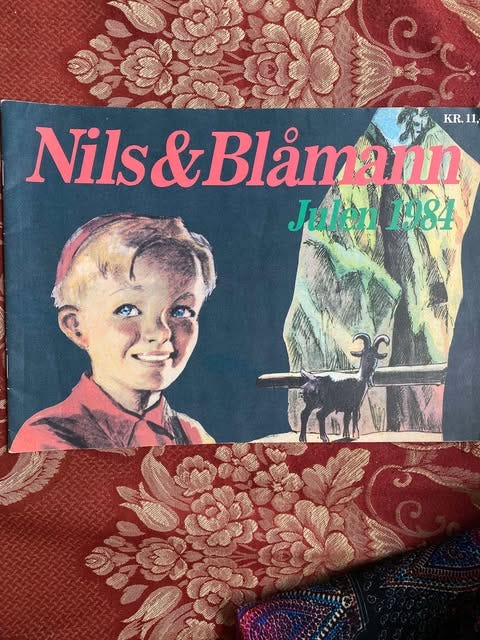 KR. 11,-
Nils & Blåmann
Julen 1984